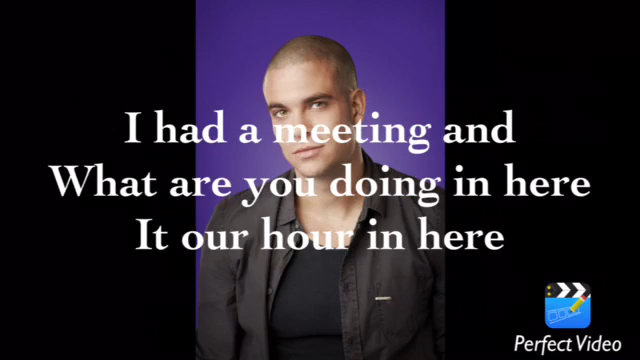 I had a meeting and
What are you doing in here
It our hour in here
Perfect Video